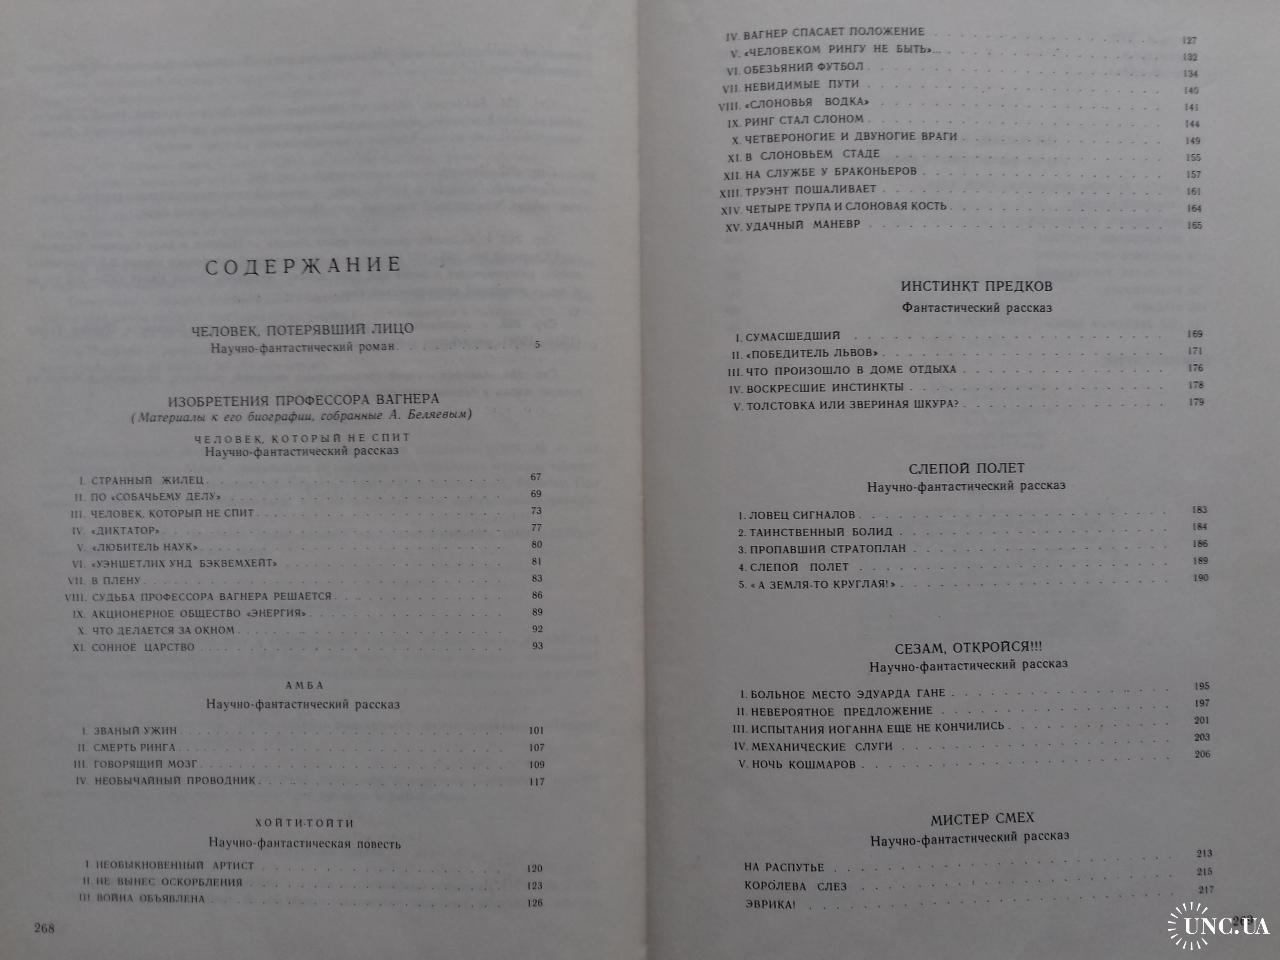 СОДЕРЖАНИЕ
ЧЕЛОВЕК, ПОТЕРЯВШИЙ ЛИЦО
Научно-фантастический роман. . . . . . . . . 5
ИЗОБРЕТЕНИЯ ПРОФЕССОРА ВАГНЕРА
(Материалы к его биографии, собранные А. Беляевым)
ЧЕЛОВЕК, КОТОРЫЙ НЕ СПИТ
Научно-фантастический рассказ
I. СТРАННЫЙ ЖИЛЕЦ 67
II. ПО «СОБАЧЬЕМУ ДЕЛУ» 69
III. ЧЕЛОВЕК, КОТОРЫЙ НЕ СПИТ 73
IV. «ДИКТАТОР» 77
V. «ЛЮБИТЕЛЬ НАУК» 80
VI. «УЭНШЕТЛИХ УНД БЭКВЕМХЕЙТ» 81
VII. В ПЛЕНУ 83
VIII. СУДЬБА ПРОФЕССОРА ВАГНЕРА РЕШАЕТСЯ 86
IX. АКЦИОНЕРНОЕ ОБЩЕСТВО «ЭНЕРГИЯ» 89
X. ЧТО ДЕЛАЕТСЯ ЗА ОКНОМ 92
XI. СОННОЕ ЦАРСТВО 93
АМБА
Научно-фантастический рассказ
I. ЗВАНЫЙ УЖИН 101
II. СМЕРТЬ РИНГА 107
III. ГОВОРЯЩИЙ МОЗГ 109
IV. НЕОБЫЧАЙНЫЙ ПРОВОДНИК 117
ХОЙТИ-ТОЙТИ
Научно-фантастическая повесть
I. НЕОБЫКНОВЕННЫЙ АРТИСТ 120
II. НЕ ВЫНЕС ОСКОРБЛЕНИЯ 123
III. ВОЙНА ОБЪЯВЛЕНА 126
268
IV. ВАГНЕР СПАСАЕТ ПОЛОЖЕНИЕ 127
V. «ЧЕЛОВЕКОМ РИНГУ НЕ БЫТЬ»... 132
VI. ОБЕЗЬЯНИЙ ФУТБОЛ 134
VII. НЕВИДИМЫЕ ПУТИ 140
VIII. «СЛОНОВЬЯ ВОДКА» 141
IX. РИНГ СТАЛ СЛОНОМ 144
X. ЧЕТВЕРОНОГИЕ И ДВУНОГИЕ ВРАГИ 149
XI. В СЛОНОВЬЕМ СТАДЕ 155
XII. НА СЛУЖБЕ У БРАКОНЬЕРОВ 157
XIII. ТРУЭНТ ПОШАЛИВАЕТ 161
XIV. ЧЕТЫРЕ ТРУПА И СЛОНОВАЯ КОСТЬ 164
XV. УДАЧНЫЙ МАНЕВР 165
ИНСТИНКТ ПРЕДКОВ
Фантастический рассказ
I. СУМАСШЕДШИЙ 169
II. «ПОБЕДИТЕЛЬ ЛЬВОВ» 171
III. ЧТО ПРОИЗОШЛО В ДОМЕ ОТДЫХА 176
IV. ВОСКРЕСШИЕ ИНСТИНКТЫ 178
V. ТОЛСТОВКА ИЛИ ЗВЕРИНАЯ ШКУРА? 179
СЛЕПОЙ ПОЛЕТ
Научно-фантастический рассказ
1. ЛОВЕЦ СИГНАЛОВ 183
2. ТАИНСТВЕННЫЙ БОЛИД 184
3. ПРОПАВШИЙ СТРАТОПЛАН 186
4. СЛЕПОЙ ПОЛЕТ 189
5. «А ЗЕМЛЯ-ТО КРУГЛАЯ!» 190
СЕЗАМ, ОТКРОЙСЯ!!!
Научно-фантастический рассказ
I. БОЛЬНОЕ МЕСТО ЭДУАРДА ГАНЕ 195
II. НЕВЕРОЯТНОЕ ПРЕДЛОЖЕНИЕ 197
III. ИСПЫТАНИЯ ИОГАННА ЕЩЕ НЕ КОНЧИЛИСЬ 201
IV. МЕХАНИЧЕСКИЕ СЛУГИ 203
V. НОЧЬ КОШМАРОВ 206
МИСТЕР СМЕХ
Научно-фантастический рассказ
НА РАСПУТЬЕ 213
КОРОЛЕВА СЛЕЗ 215
ЭВРИКА! 217
UNC.UA